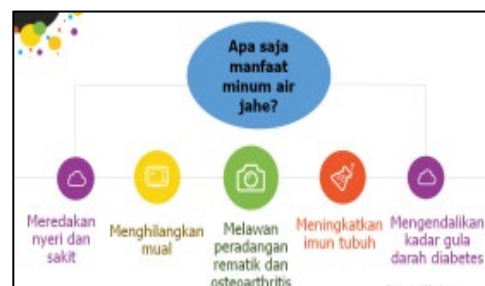 Apa saja
manfaat
minum air
jahe?
Meredakan
nyeri dan
sakit
Menghilangkan
mual
Melawan
peradangan
rematik dan
osteoarthritis
Meningkatkan
imun tubuh
Mengendalikan
kadar gula
darah diabetes